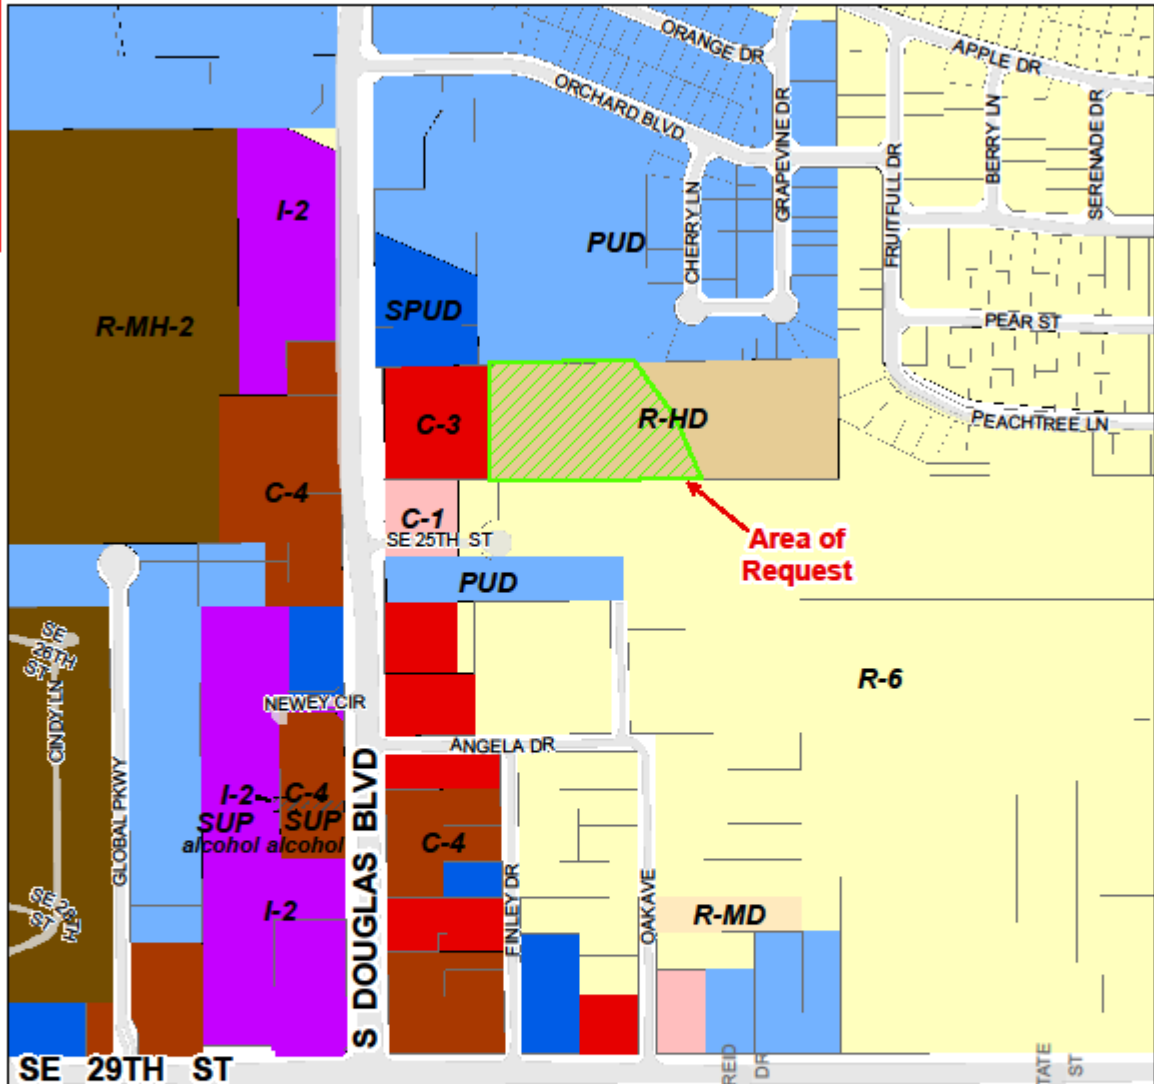 ORANGE DR
APPLE DR
ORCHARD BLVD
GRAPEVINE DR
BERRY LN
SERENADE DR
FRUITFULL DR
CHERRY LN
I-2
PUD
R-MH-2
SPUD
PEAR ST
C-3
R-HD
PEACHTREE LN
C-4
C-1
SE 25TH ST
Area of
Request
PUD
SE
26TH
ST
CINDY LN
R-6
NEWEY CIR
ANGELA DR
GLOBAL PKWY
S DOUGLAS BLVD
I-2
SUP
alcohol
C-4
SUP
alcohol
C-4
FINLEY DR
OAK AVE
R-MD
I-2
SE 28TH
ST
SE 29TH ST
REID
DR
TATE
ST